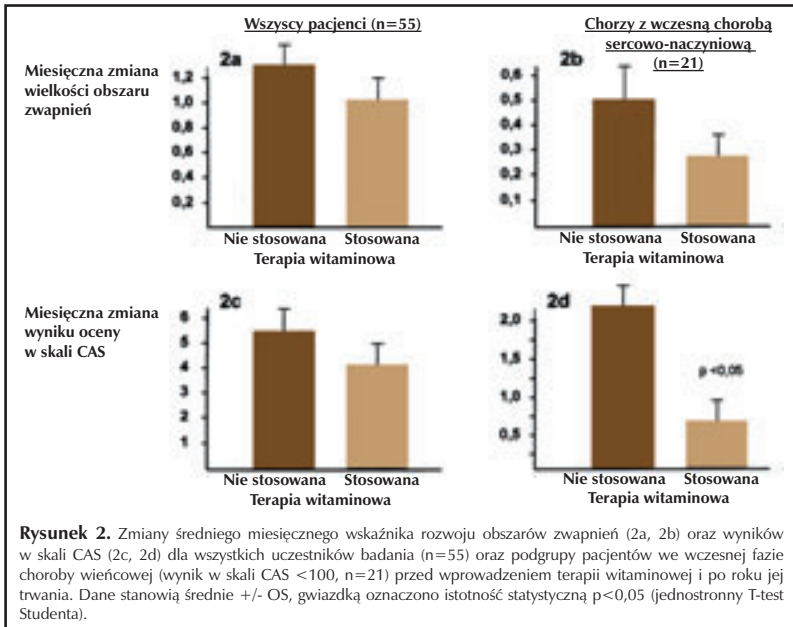 Wszyscy pacjenci (n=55)
Chorzy z wczesną chorobą
sercowo-naczyniową
(n=21)
Miesięczna zmiana
wielkości obszaru
zwapnień
2a
1,2
1,0
0,8
0,6
0,4
0,2
Nie stosowana Stosowana
Terapia witaminowa
2b
0,6
0,5
0,4
0,3
0,2
0,1
Nie stosowana Stosowana
Terapia witaminowa
Miesięczna zmiana
wyniku oceny
w skali CAS
2c
6
5
4
3
2
1
Nie stosowana Stosowana
Terapia witaminowa
2d
2,0
1,5
1,0
0,5
p <0,05
Nie stosowana Stosowana
Terapia witaminowa
Rysunek 2. Zmiany średniego miesięcznego wskaźnika rozwoju obszarów zwapnień (2a, 2b) oraz wyników
w skali CAS (2c, 2d) dla wszystkich uczestników badania (n=55) oraz podgrupy pacjentów we wczesnej fazie
choroby wieńcowej (wynik w skali CAS <100, n=21) przed wprowadzeniem terapii witaminowej i po roku jej
trwania. Dane stanowią średnie +/- OS, gwiazdką oznaczono istotność statystyczną p<0,05 (jednostronny T-test
Studenta).